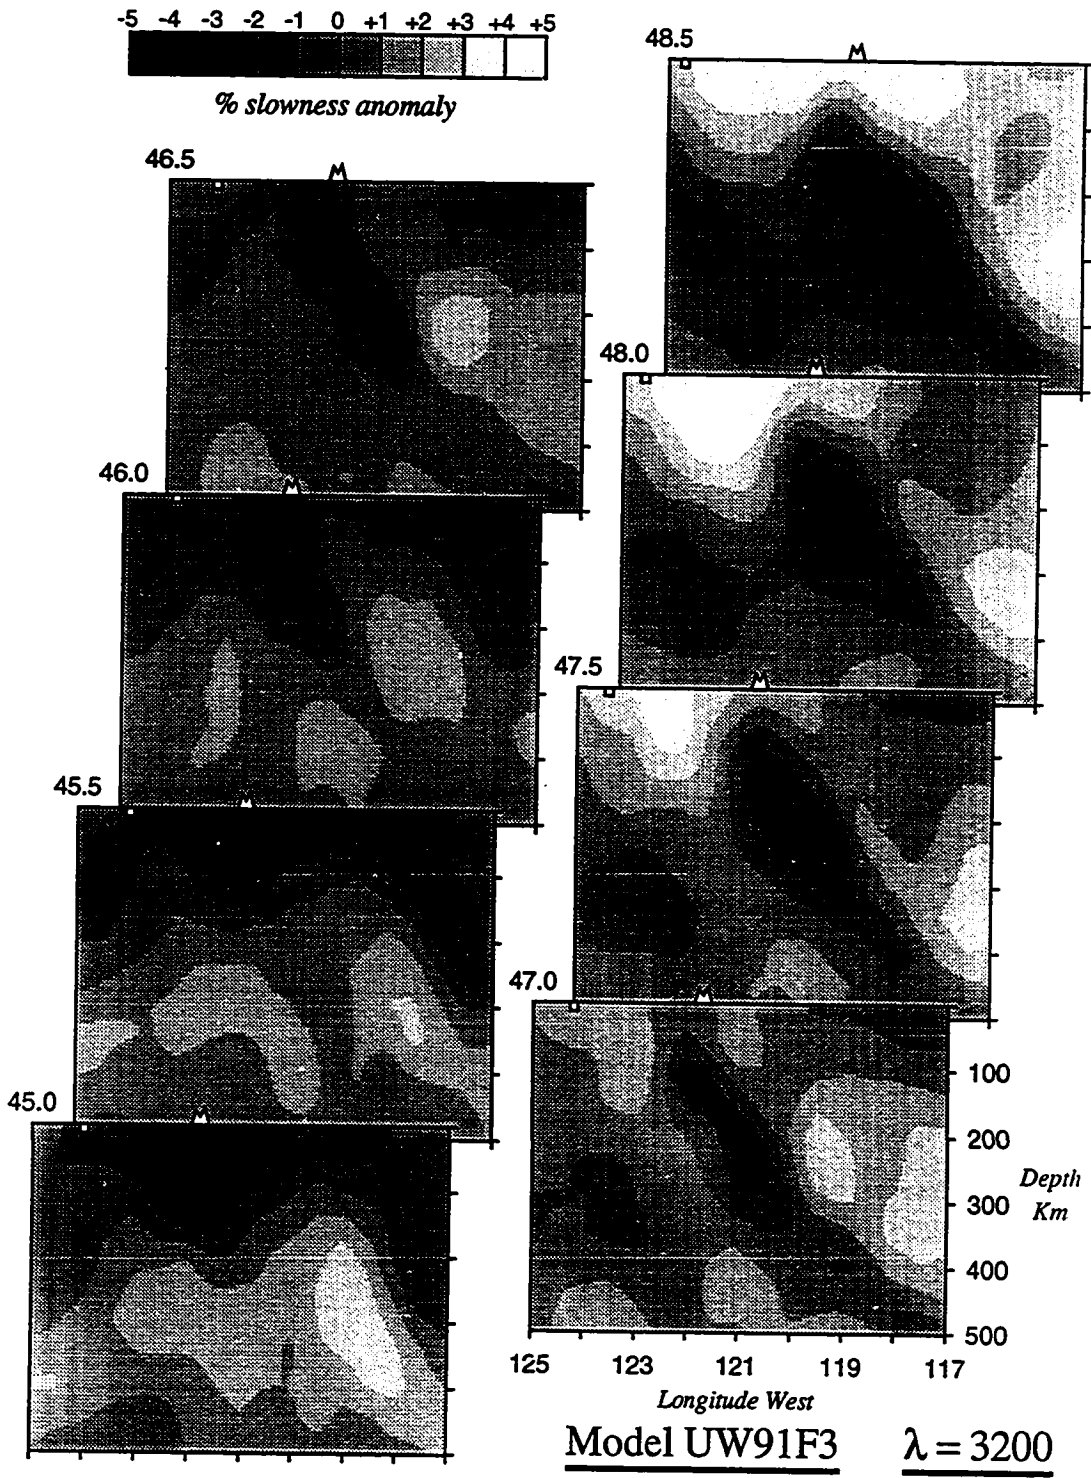 -5 -4 -3 -2 -1 0 +1 +2 +3 +4 +5
% slowness anomaly
48.5
46.5
48.0
46.0
47.5
45.5
47.0
45.0
100
200
300
400
500
Depth
Km
125 123 121 119 117
Longitude West
Model UW91F3 λ = 3200